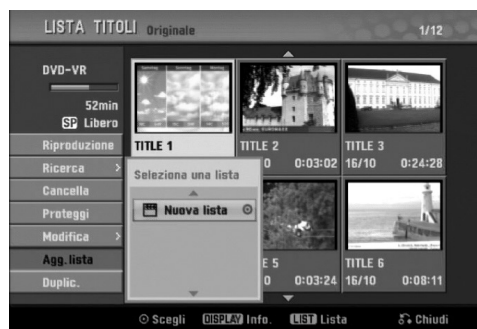 LISTA TITOLI Originale 1/12
DVD-VR
52min
SP Libero
Riproduzione
Ricerca >
Cancella
Proteggi
Modifica >
Agg. lista
Duplic.
TITLE 1
TITLE 2
0:03:02
TITLE 3
16/10 0:24:28
Seleziona una lista
Nuova lista
E 5
0 0:03:24
TITLE 6
16/10 0:08:11
Scegli DISPLAY Info. LIST Lista Chiudi